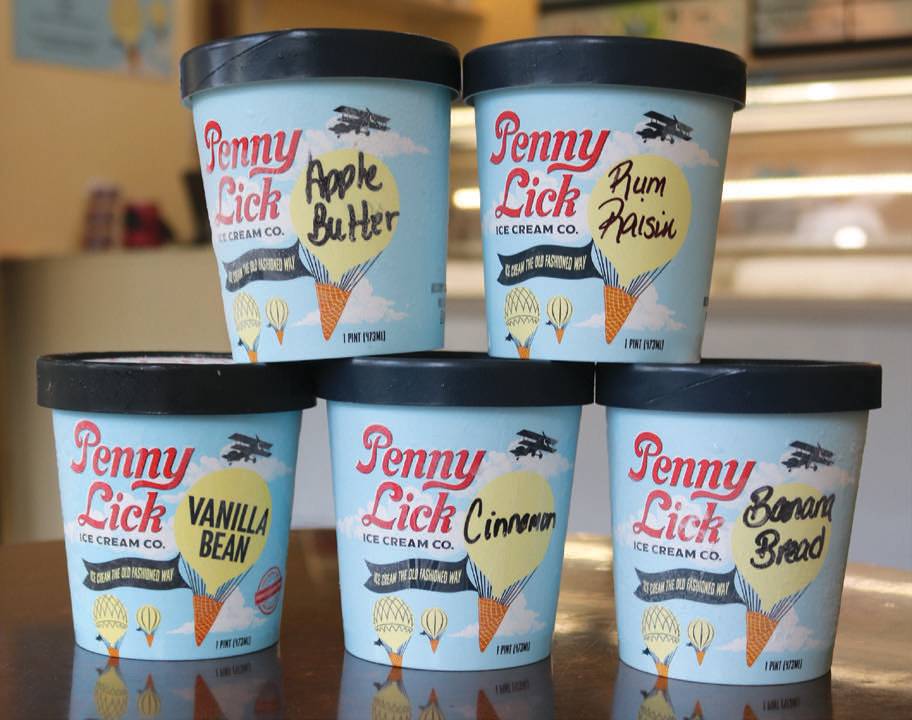 Penny
Lick
ICE CREAM CO.
Apple
Butter
ICE CREAM THE OLD FASHIONED WAY
1 PINT (473ML)
Penny
Lick
ICE CREAM CO.
Rum
Raisin
ICE CREAM THE OLD FASHIONED WAY
1 PINT (473ML)
Penny
Lick
ICE CREAM CO.
VANILLA
BEAN
ICE CREAM THE OLD FASHIONED WAY
1 PINT (473ML)
Penny
Lick
ICE CREAM CO.
Cinnamon
ICE CREAM THE OLD FASHIONED WAY
1 PINT (473ML)
Penny
Lick
ICE CREAM CO.
Banana
Bread
ICE CREAM THE OLD FASHIONED WAY
1 PINT (473ML)